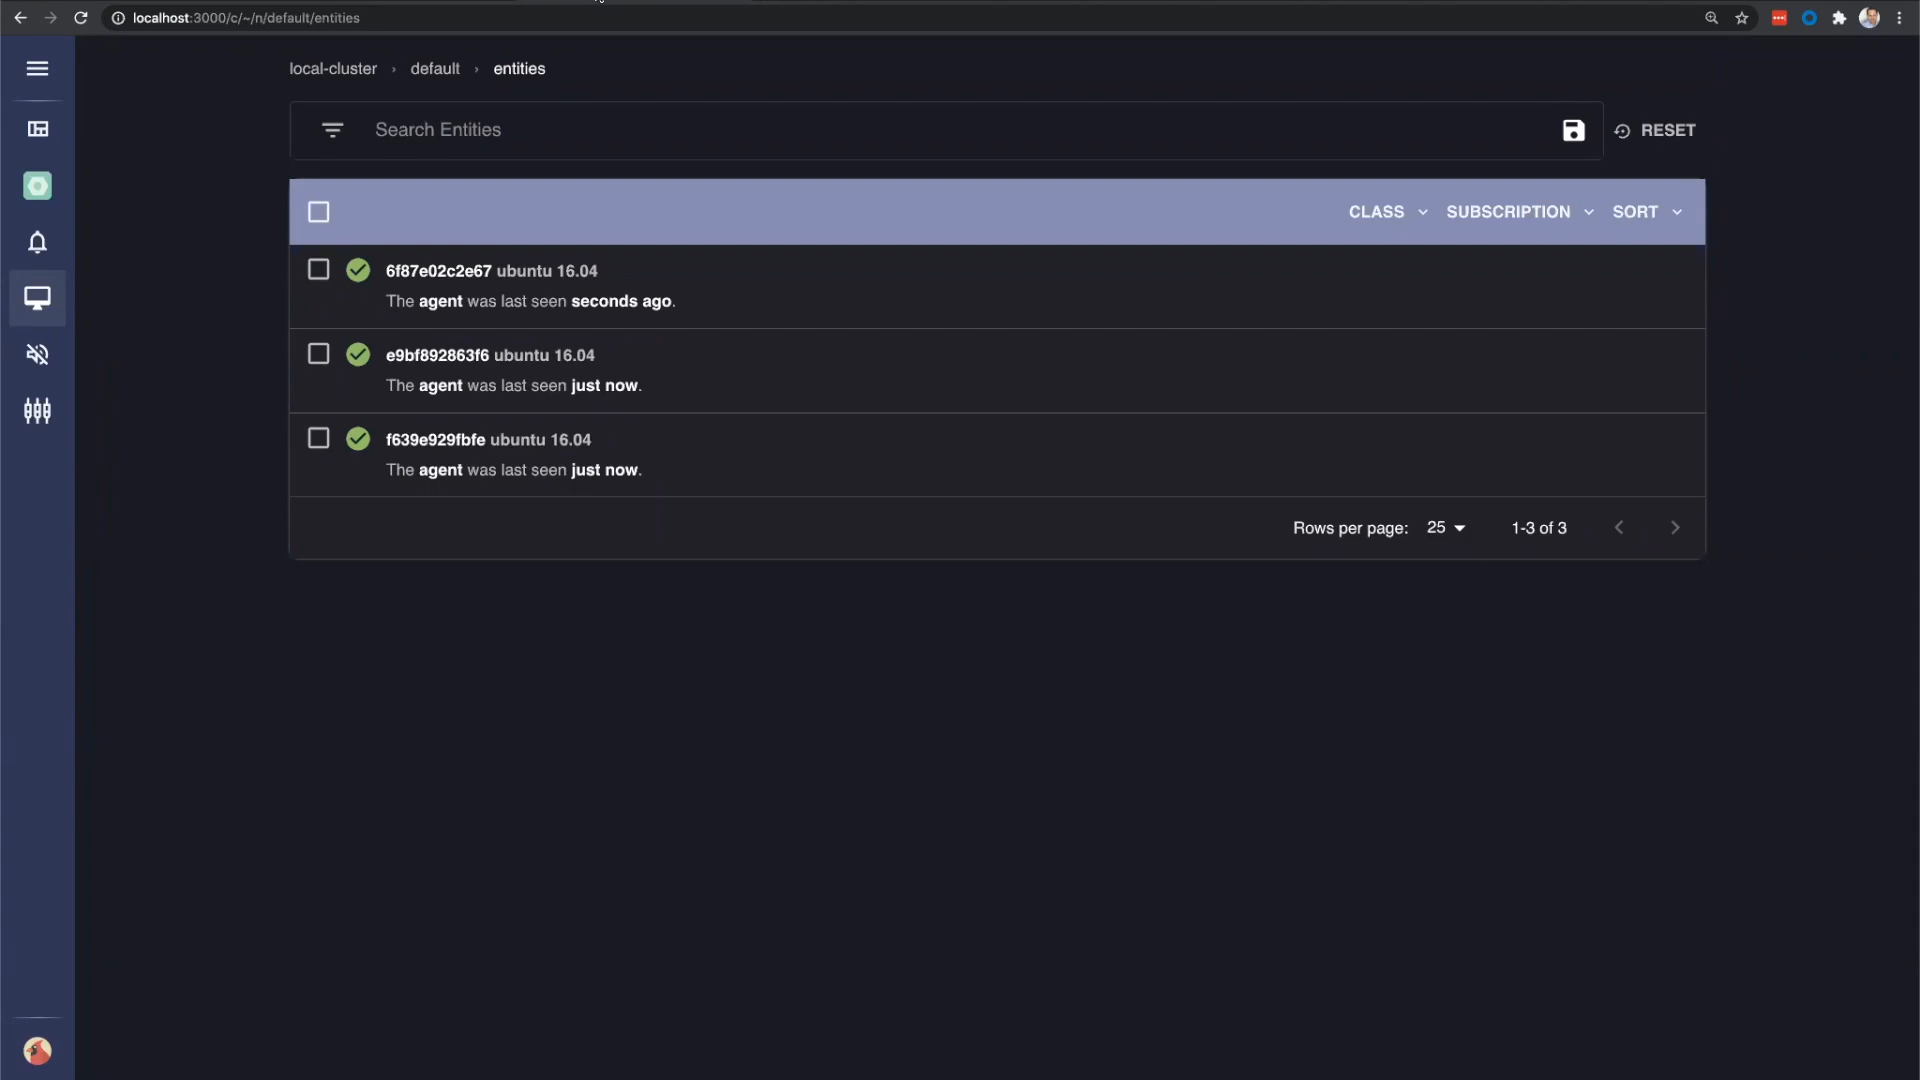 localhost:3000/c/~/n/default/entities
local-cluster › default › entities
Search Entities
RESET
CLASS SUBSCRIPTION SORT
6f87e02c2e67 ubuntu 16.04
The agent was last seen seconds ago.
e9bf892863f6 ubuntu 16.04
The agent was last seen just now.
f639e929fbfe ubuntu 16.04
The agent was last seen just now.
Rows per page: 25 1-3 of 3